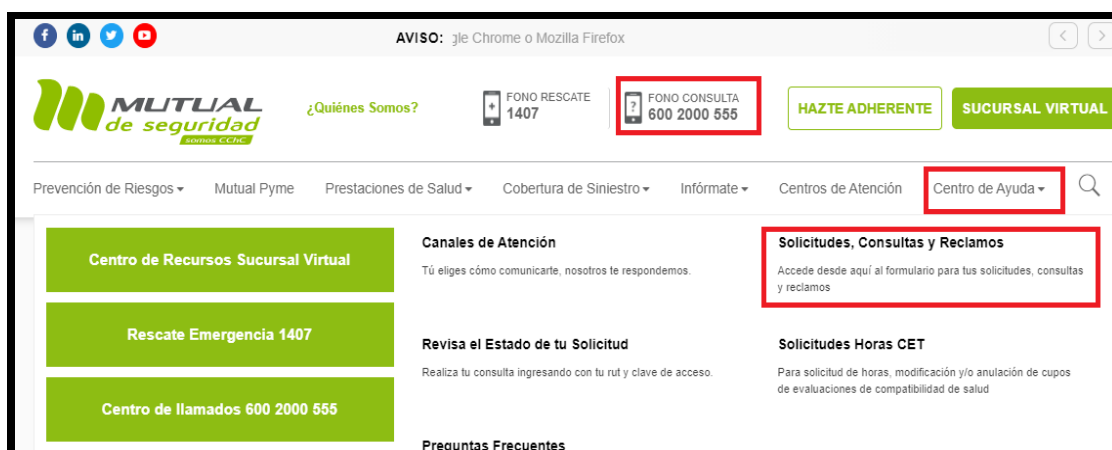 AVISO: gle Chrome o Mozilla Firefox
MUTUAL
de seguridad
somos CChC
¿Quiénes Somos?
FONO RESCATE
1407
FONO CONSULTA
600 2000 555
HAZTE ADHERENTE
SUCURSAL VIRTUAL
Prevención de Riesgos
Mutual Pyme
Prestaciones de Salud
Cobertura de Siniestro
Infórmate
Centros de Atención
Centro de Ayuda
Centro de Recursos Sucursal Virtual
Rescate Emergencia 1407
Centro de llamados 600 2000 555
Canales de Atención
Tú eliges cómo comunicarte, nosotros te respondemos.
Revisa el Estado de tu Solicitud
Realiza tu consulta ingresando con tu rut y clave de acceso.
Preguntas Frecuentes
Solicitudes, Consultas y Reclamos
Accede desde aquí al formulario para tus solicitudes, consultas
y reclamos
Solicitudes Horas CET
Para solicitud de horas, modificación y/o anulación de cupos
de evaluaciones de compatibilidad de salud